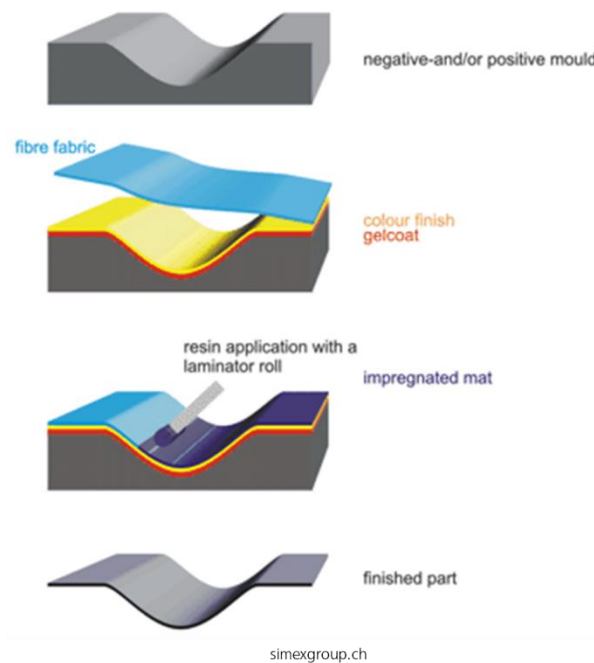 negative-and/or positive mould
fibre fabric
colour finish
gelcoat
resin application with a
laminator roll
impregnated mat
finished part
simexgroup.ch